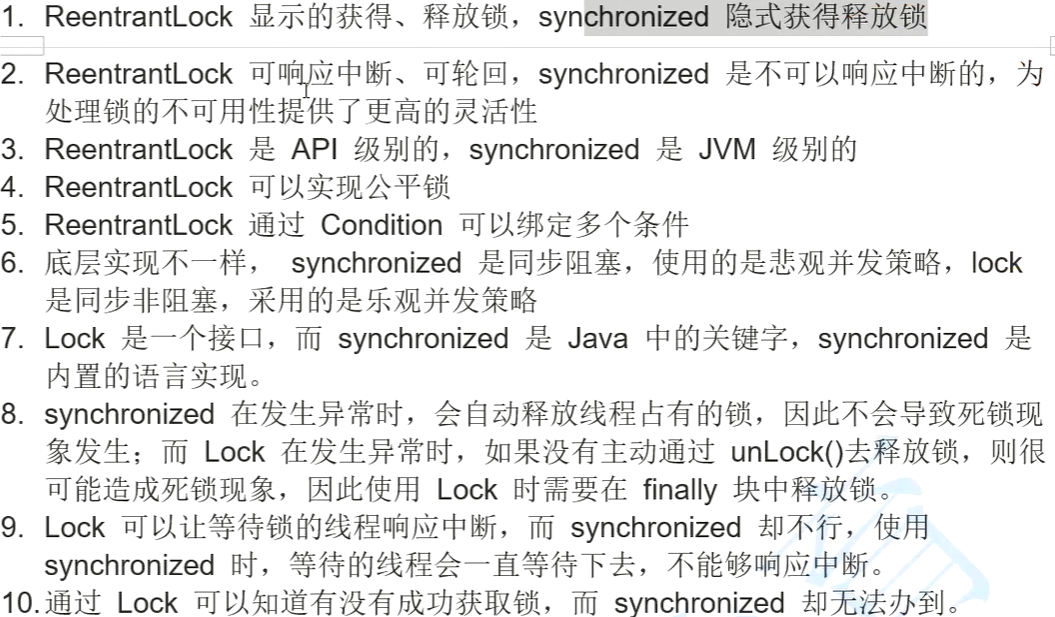 1. ReentrantLock 显示的获得、释放锁，synchronized 隐式获得释放锁
2. ReentrantLock 可响应中断、可轮回，synchronized 是不可以响应中断的，为
处理锁的不可用性提供了更高的灵活性
3. ReentrantLock 是 API 级别的，synchronized 是 JVM 级别的
4. ReentrantLock 可以实现公平锁
5. ReentrantLock 通过 Condition 可以绑定多个条件
6. 底层实现不一样， synchronized 是同步阻塞，使用的是悲观并发策略，lock
是同步非阻塞，采用的是乐观并发策略
7. Lock 是一个接口，而 synchronized 是 Java 中的关键字，synchronized 是
内置的语言实现。
8. synchronized 在发生异常时，会自动释放线程占有的锁，因此不会导致死锁现
象发生；而 Lock 在发生异常时，如果没有主动通过 unLock()去释放锁，则很
可能造成死锁现象，因此使用 Lock 时需要在 finally 块中释放锁。
9. Lock 可以让等待锁的线程响应中断，而 synchronized 却不行，使用
synchronized 时，等待的线程会一直等待下去，不能够响应中断。
10.通过 Lock 可以知道有没有成功获取锁，而 synchronized 却无法办到。